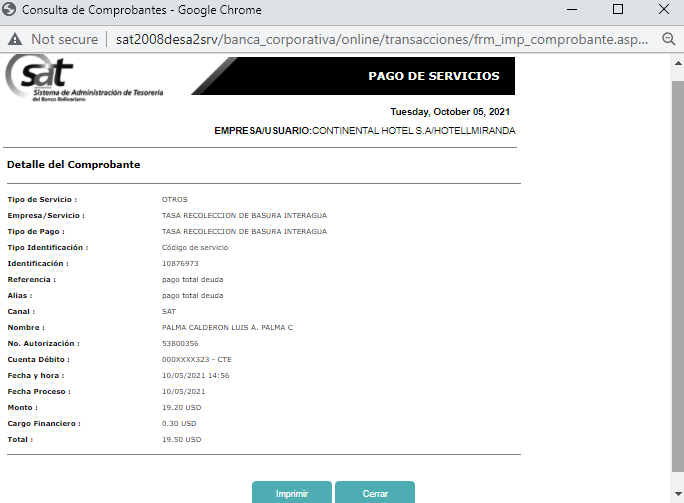 Consulta de Comprobantes - Google Chrome
Not secure | sat2008desa2srv/banca_corporativa/online/transacciones/frm_imp_comprobante.asp...
sat
Sistema de Administración de Tesorería
del Banco Bolivariano
PAGO DE SERVICIOS
Tuesday, October 05, 2021
EMPRESA/USUARIO:CONTINENTAL HOTEL S.A/HOTELLMIRANDA
Detalle del Comprobante
Tipo de Servicio : OTROS
Empresa/Servicio : TASA RECOLECCION DE BASURA INTERAGUA
Tipo de Pago : TASA RECOLECCION DE BASURA INTERAGUA
Tipo Identificación : Código de servicio
Identificación : 10876973
Referencia : pago total deuda
Alias : pago total deuda
Canal : SAT
Nombre : PALMA CALDERON LUIS A. PALMA C
No. Autorización : 53800356
Cuenta Débito : 000XXXX323 - CTE
Fecha y hora : 10/05/2021 14:56
Fecha Proceso : 10/05/2021
Monto : 19.20 USD
Cargo Financiero : 0.30 USD
Total : 19.50 USD
Imprimir Cerrar